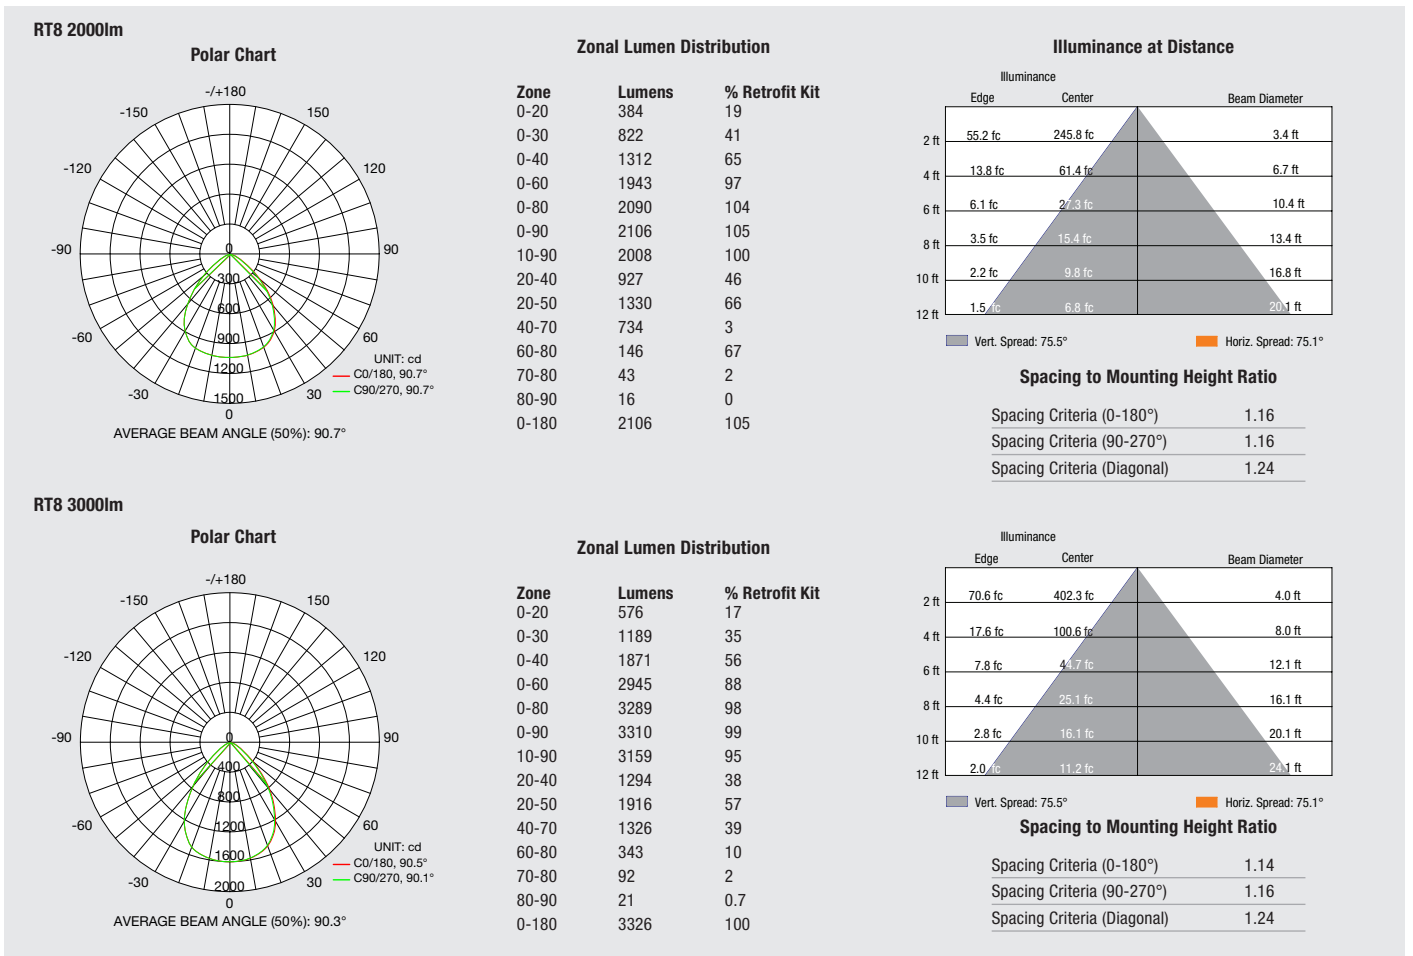 RT8 2000lm
Polar Chart
-/+180
-150
150
-120
120
-90
90
-60
60
-30
30
0
0
300
600
900
1200
1500
UNIT: cd
C0/180, 90.7°
C90/270, 90.7°
AVERAGE BEAM ANGLE (50%): 90.7°
Zonal Lumen Distribution
Zone Lumens % Retrofit Kit
0-20 384 19
0-30 822 41
0-40 1312 65
0-60 1943 97
0-80 2090 104
0-90 2106 105
10-90 2008 100
20-40 927 46
20-50 1330 66
40-70 734 3
60-80 146 67
70-80 43 2
80-90 16 0
0-180 2106 105
Illuminance at Distance
Illuminance
Edge Center Beam Diameter
2 ft 55.2 fc 245.8 fc 3.4 ft
4 ft 13.8 fc 61.4 fc 6.7 ft
6 ft 6.1 fc 27.3 fc 10.4 ft
8 ft 3.5 fc 15.4 fc 13.4 ft
10 ft 2.2 fc 9.8 fc 16.8 ft
12 ft 1.5 fc 6.8 fc 20.1 ft
Vert. Spread: 75.5° Horiz. Spread: 75.1°
Spacing to Mounting Height Ratio
Spacing Criteria (0-180°) 1.16
Spacing Criteria (90-270°) 1.16
Spacing Criteria (Diagonal) 1.24
RT8 3000lm
Polar Chart
-/+180
-150
150
-120
120
-90
90
-60
60
-30
30
0
0
400
800
1200
1600
2000
UNIT: cd
C0/180, 90.5°
C90/270, 90.1°
AVERAGE BEAM ANGLE (50%): 90.3°
Zonal Lumen Distribution
Zone Lumens % Retrofit Kit
0-20 576 17
0-30 1189 35
0-40 1871 56
0-60 2945 88
0-80 3289 98
0-90 3310 99
10-90 3159 95
20-40 1294 38
20-50 1916 57
40-70 1326 39
60-80 343 10
70-80 92 2
80-90 21 0.7
0-180 3326 100
Illuminance
Edge Center Beam Diameter
2 ft 70.6 fc 402.3 fc 4.0 ft
4 ft 17.6 fc 100.6 fc 8.0 ft
6 ft 7.8 fc 44.7 fc 12.1 ft
8 ft 4.4 fc 25.1 fc 16.1 ft
10 ft 2.8 fc 16.1 fc 20.1 ft
12 ft 2.0 fc 11.2 fc 24.1 ft
Vert. Spread: 75.5° Horiz. Spread: 75.1°
Spacing to Mounting Height Ratio
Spacing Criteria (0-180°) 1.14
Spacing Criteria (90-270°) 1.16
Spacing Criteria (Diagonal) 1.24